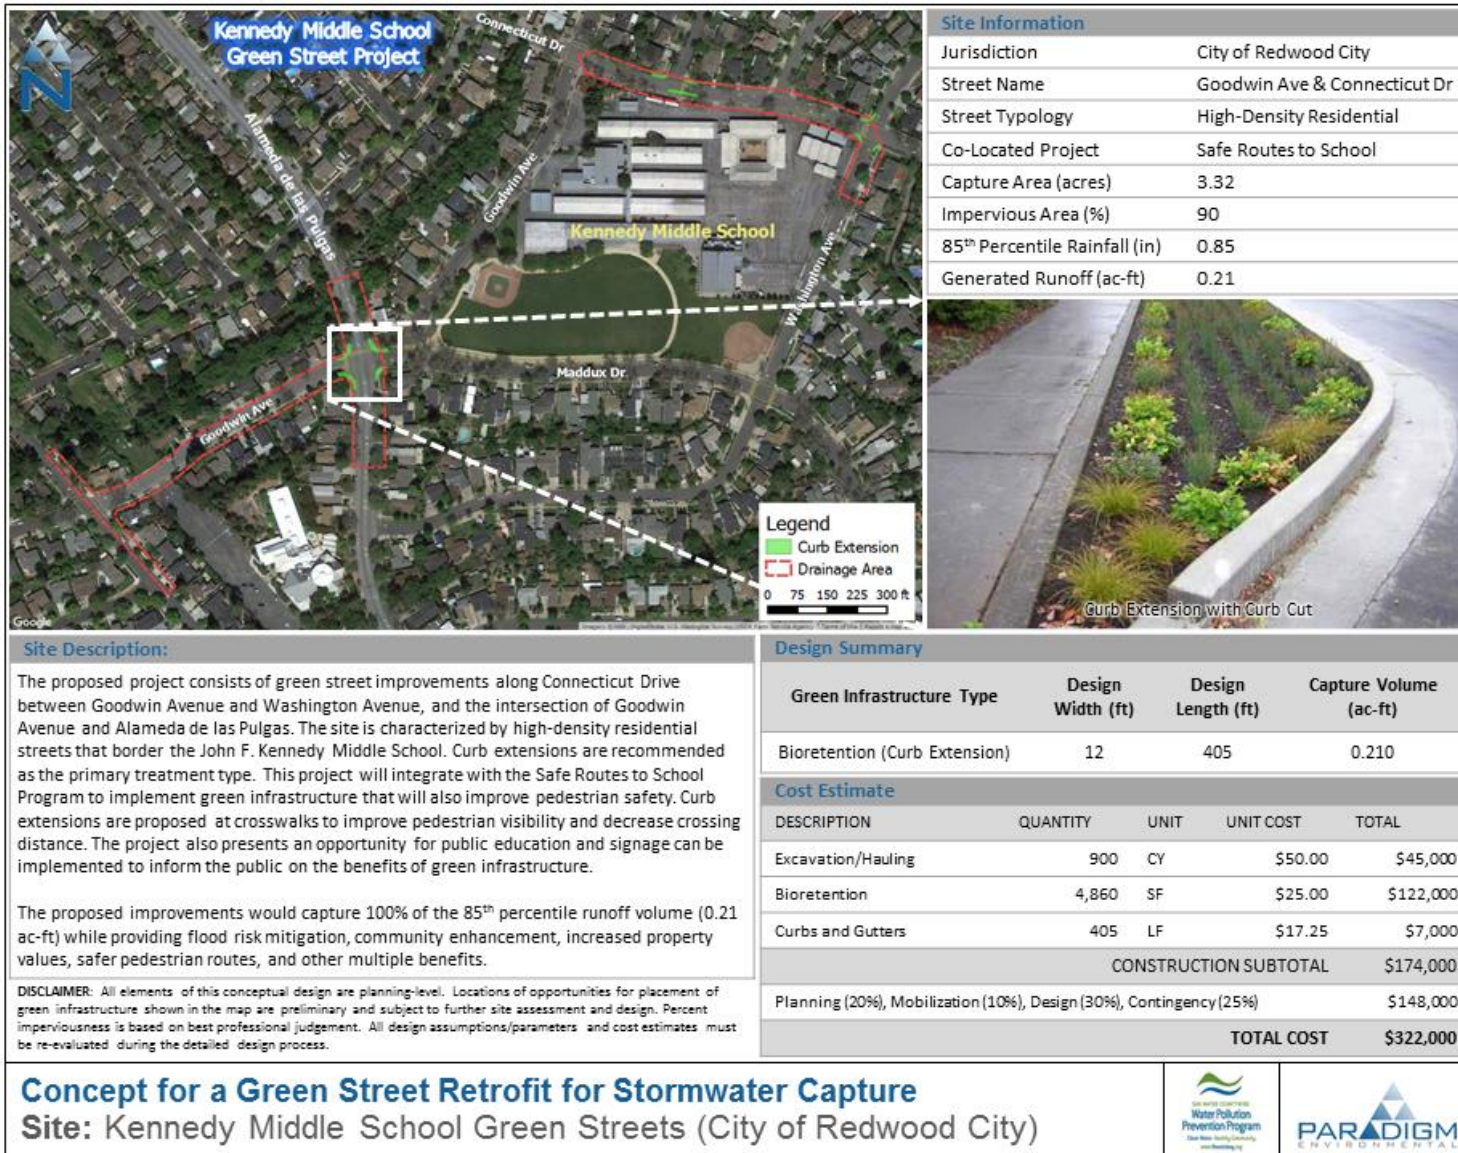 Kennedy Middle School
Green Street Project
N
Connecticut Dr
Alameda de las Pulgas
Goodwin Ave
Kennedy Middle School
Washington Ave
Maddux Dr
Goodwin Ave
Legend
Curb Extension
Drainage Area
0 75 150 225 300 ft
Google
Site Information
Jurisdiction City of Redwood City
Street Name Goodwin Ave & Connecticut Dr
Street Typology High-Density Residential
Co-Located Project Safe Routes to School
Capture Area (acres) 3.32
Impervious Area (%) 90
85th Percentile Rainfall (in) 0.85
Generated Runoff (ac-ft) 0.21
Curb Extension with Curb Cut
Site Description:
The proposed project consists of green street improvements along Connecticut Drive
between Goodwin Avenue and Washington Avenue, and the intersection of Goodwin
Avenue and Alameda de las Pulgas. The site is characterized by high-density residential
streets that border the John F. Kennedy Middle School. Curb extensions are recommended
as the primary treatment type. This project will integrate with the Safe Routes to School
Program to implement green infrastructure that will also improve pedestrian safety. Curb
extensions are proposed at crosswalks to improve pedestrian visibility and decrease crossing
distance. The project also presents an opportunity for public education and signage can be
implemented to inform the public on the benefits of green infrastructure.
The proposed improvements would capture 100% of the 85th percentile runoff volume (0.21
ac-ft) while providing flood risk mitigation, community enhancement, increased property
values, safer pedestrian routes, and other multiple benefits.
DISCLAIMER: All elements of this conceptual design are planning-level. Locations of opportunities for placement of
green infrastructure shown in the map are preliminary and subject to further site assessment and design. Percent
imperviousness is based on best professional judgement. All design assumptions/parameters and cost estimates must
be re-evaluated during the detailed design process.
Design Summary
Green Infrastructure Type Design Width (ft) Design Length (ft) Capture Volume (ac-ft)
Bioretention (Curb Extension) 12 405 0.210
Cost Estimate
DESCRIPTION QUANTITY UNIT UNIT COST TOTAL
Excavation/Hauling 900 CY $50.00 $45,000
Bioretention 4,860 SF $25.00 $122,000
Curbs and Gutters 405 LF $17.25 $7,000
CONSTRUCTION SUBTOTAL $174,000
Planning (20%), Mobilization (10%), Design (30%), Contingency (25%) $148,000
TOTAL COST $322,000
Concept for a Green Street Retrofit for Stormwater Capture
Site: Kennedy Middle School Green Streets (City of Redwood City)
Water Pollution
Prevention Program
PARADIGM
ENVIRONMENTAL